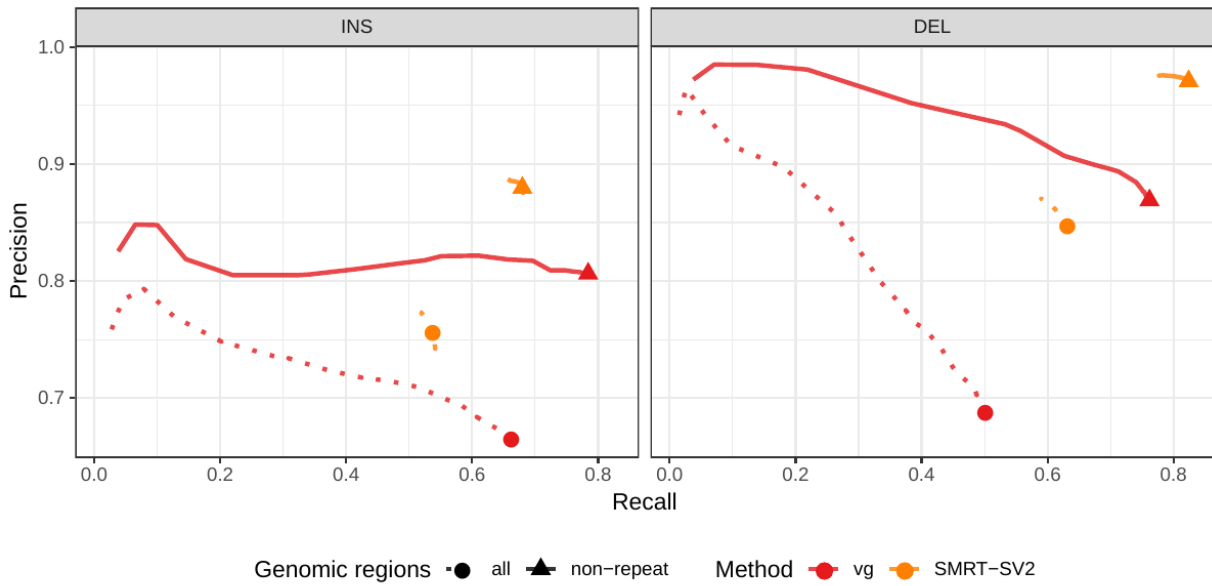 INS
DEL
1.0
0.9
0.8
0.7
Precision
0.0 0.2 0.4 0.6 0.8
0.0 0.2 0.4 0.6 0.8
Recall
Genomic regions all non−repeat Method vg SMRT−SV2